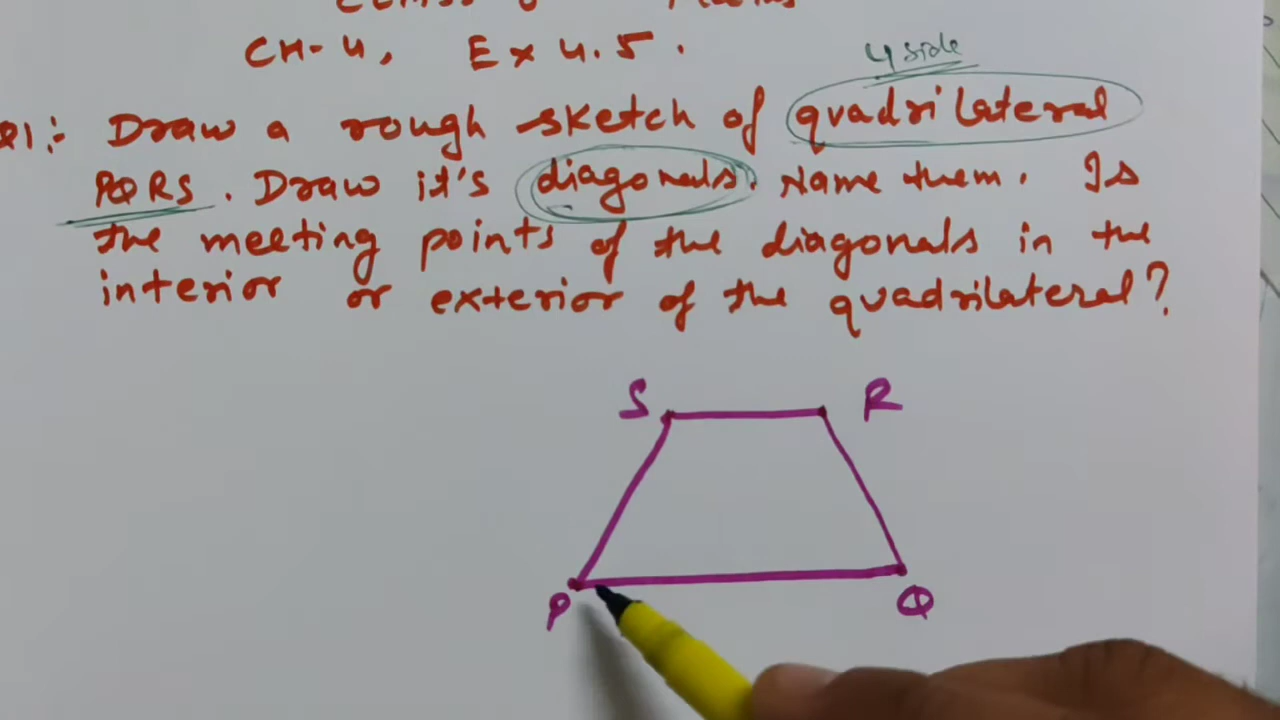 CH-4, Ex 4.5.
4 side
Q1:- Draw a rough sketch of quadrilateral
PQRS. Draw it's diagonals. Name them. Is
the meeting points of the diagonals in the
interior or exterior of the quadrilateral?
S R
P Q